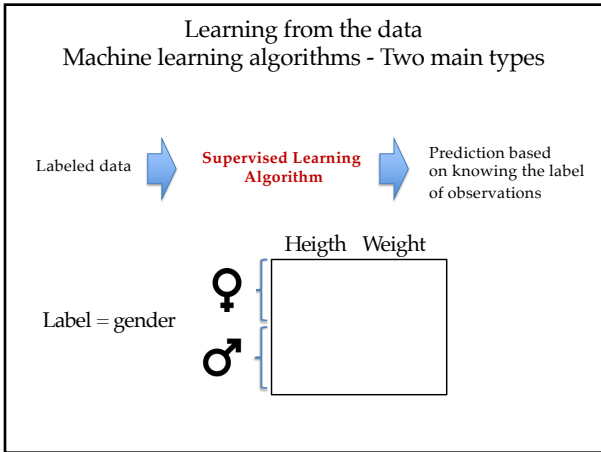 Learning from the data
Machine learning algorithms - Two main types
Labeled data
Supervised Learning
Algorithm
Prediction based
on knowing the label
of observations
Heigth Weight
Label = gender